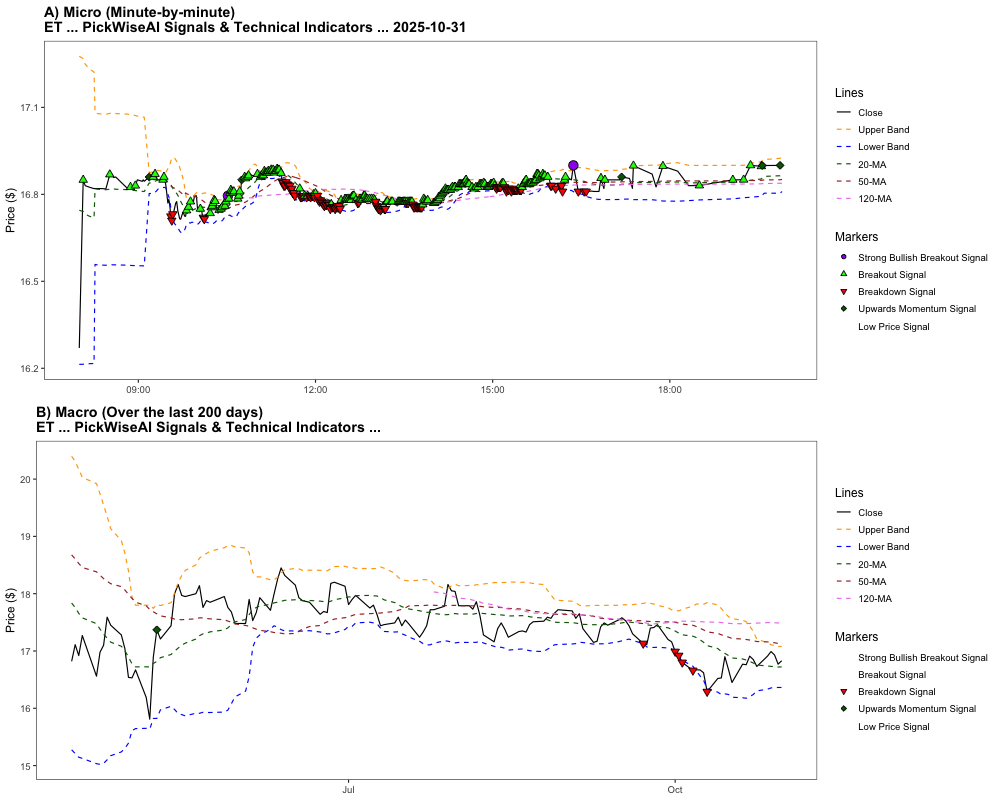 A) Micro (Minute-by-minute)
ET ... PickWiseAI Signals & Technical Indicators ... 2025-10-31
17.1
16.8
16.5
16.2
Price ($)
09:00
12:00
15:00
18:00
Lines
Close
Upper Band
Lower Band
20-MA
50-MA
120-MA
Markers
Strong Bullish Breakout Signal
Breakout Signal
Breakdown Signal
Upwards Momentum Signal
Low Price Signal
B) Macro (Over the last 200 days)
ET ... PickWiseAI Signals & Technical Indicators ...
20
19
18
17
16
15
Price ($)
Jul
Oct
Lines
Close
Upper Band
Lower Band
20-MA
50-MA
120-MA
Markers
Strong Bullish Breakout Signal
Breakout Signal
Breakdown Signal
Upwards Momentum Signal
Low Price Signal